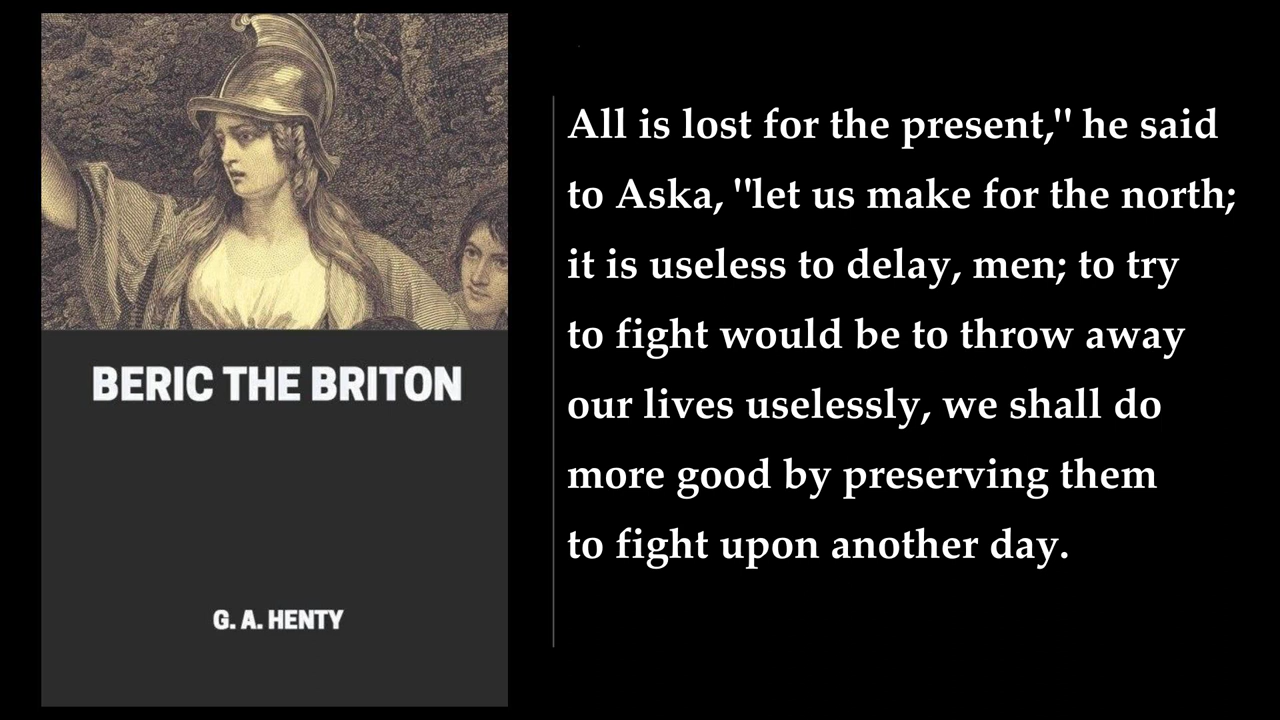 BERIC THE BRITON
G. A. HENTY
All is lost for the present," he said
to Aska, "let us make for the north;
it is useless to delay, men; to try
to fight would be to throw away
our lives uselessly, we shall do
more good by preserving them
to fight upon another day.